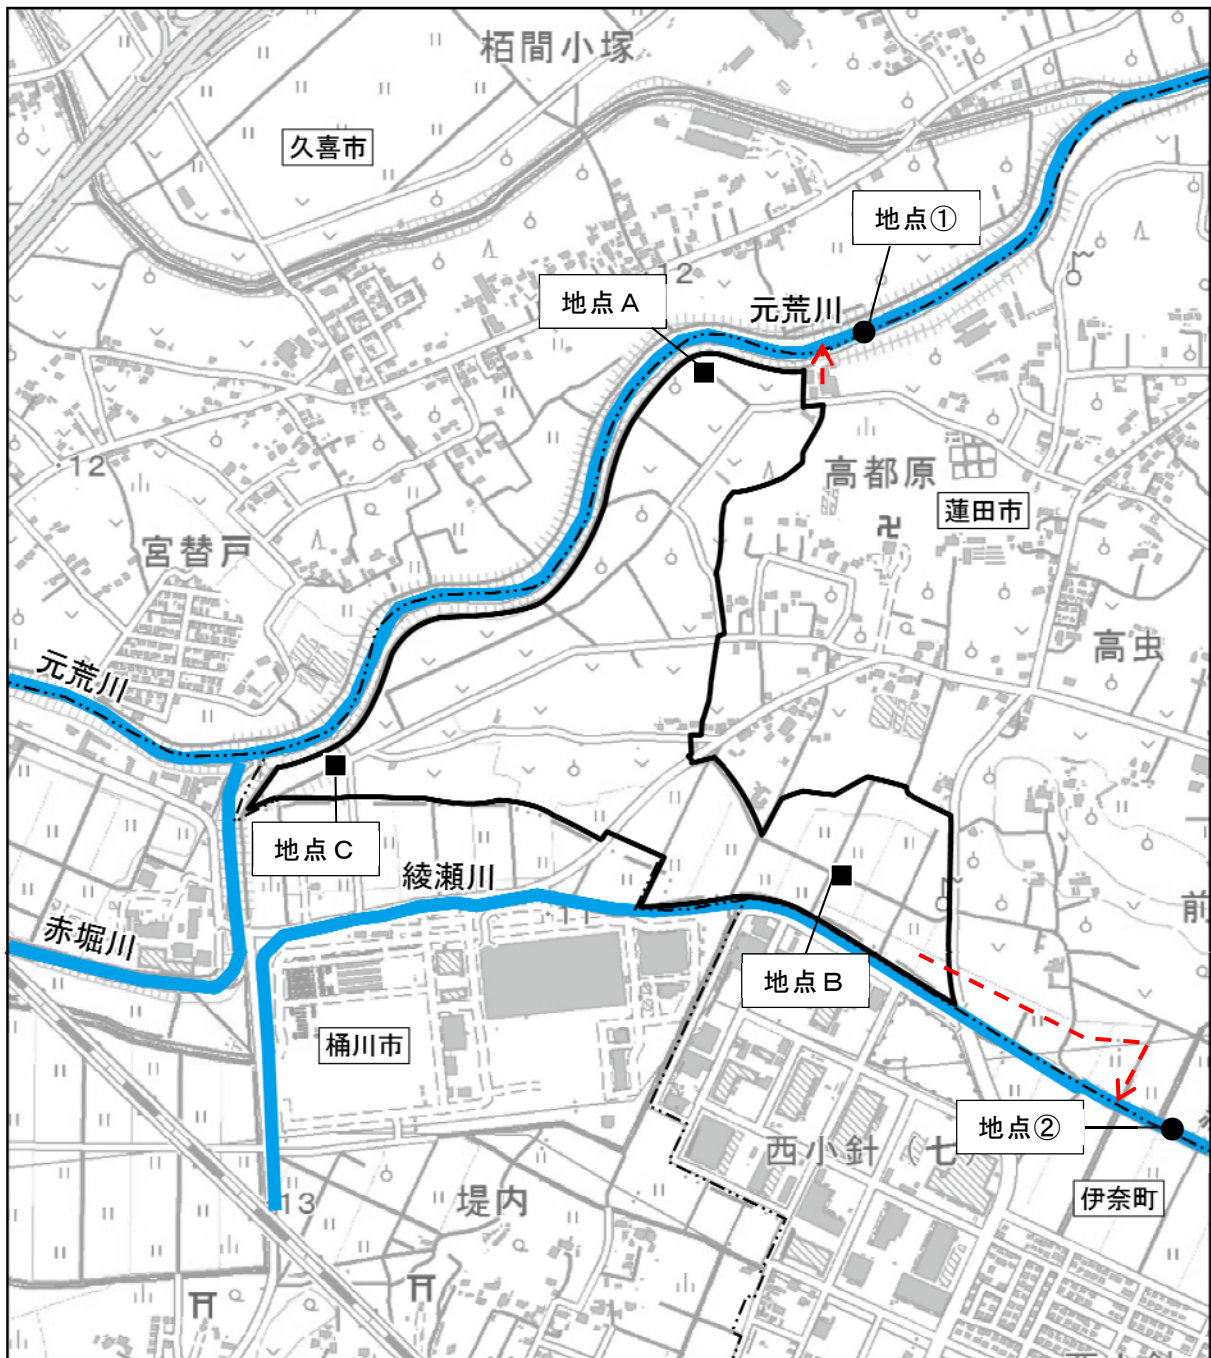 栢間小塚
久喜市
地点①
12
地点A
元荒川
12
高都原
蓮田市
宮替戸
高虫
元荒川
地点C
綾瀬川
前
赤堀川
11
地点B
桶川市
地点②
西小針(七)
伊奈町
堤内
13